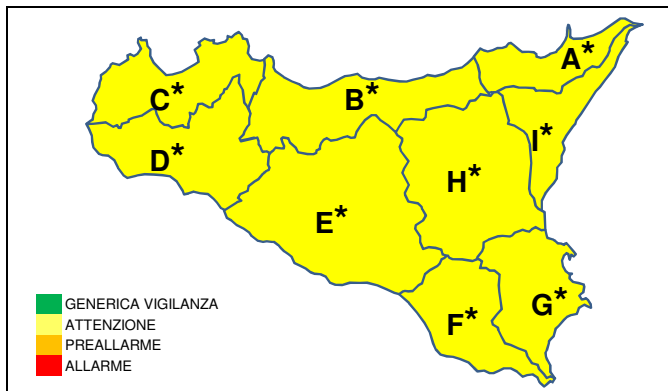 A*
C*
B*
I*
D*
H*
E*
G*
F*
GENERICA VIGILANZA
ATTENZIONE
PREALLARME
ALLARME